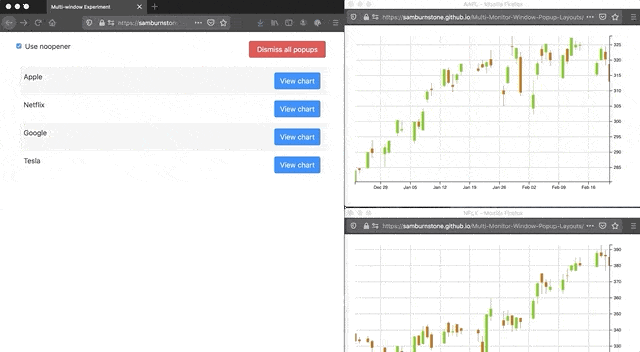 Multi-window Experiment
https://samburnstone
Use noopener
Dismiss all popups
Apple
View chart
Netflix
View chart
Google
View chart
Tesla
View chart
AAPL - Mozilla Firefox
https://samburnstone.github.io/Multi-Monitor-Window-Popup-Layouts/
325
320
315
310
305
300
295
290
285
Dec 29
Jan 05
Jan 12
Jan 19
Jan 26
Feb 02
Feb 09
Feb 16
NFLX - Mozilla Firefox
https://samburnstone.github.io/Multi-Monitor-Window-Popup-Layouts/
390
380
370
360
350
340
330